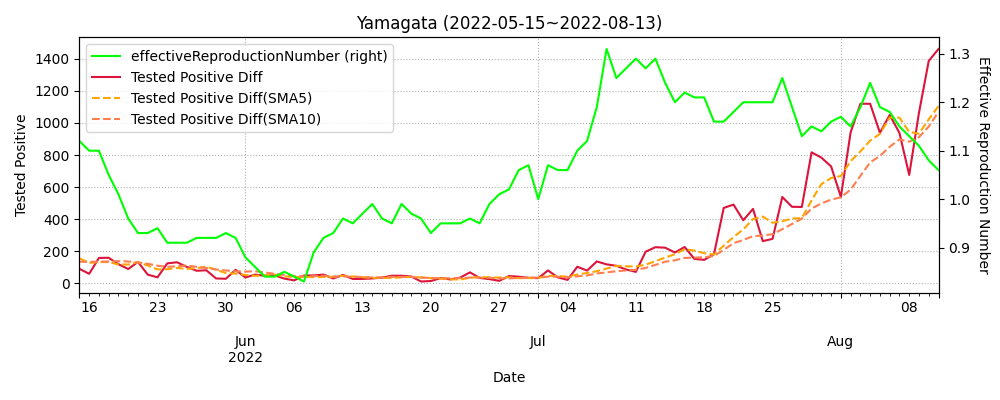 Yamagata (2022-05-15~2022-08-13)
effectiveReproductionNumber (right)
Tested Positive Diff
Tested Positive Diff(SMA5)
Tested Positive Diff(SMA10)
Tested Positive
1400
1200
1000
800
600
400
200
0
1.3
1.2
1.1
1.0
0.9
Effective Reproduction Number
16 23 30 06 13 20 27 04 11 18 25 08
Jun Jul Aug
2022
Date